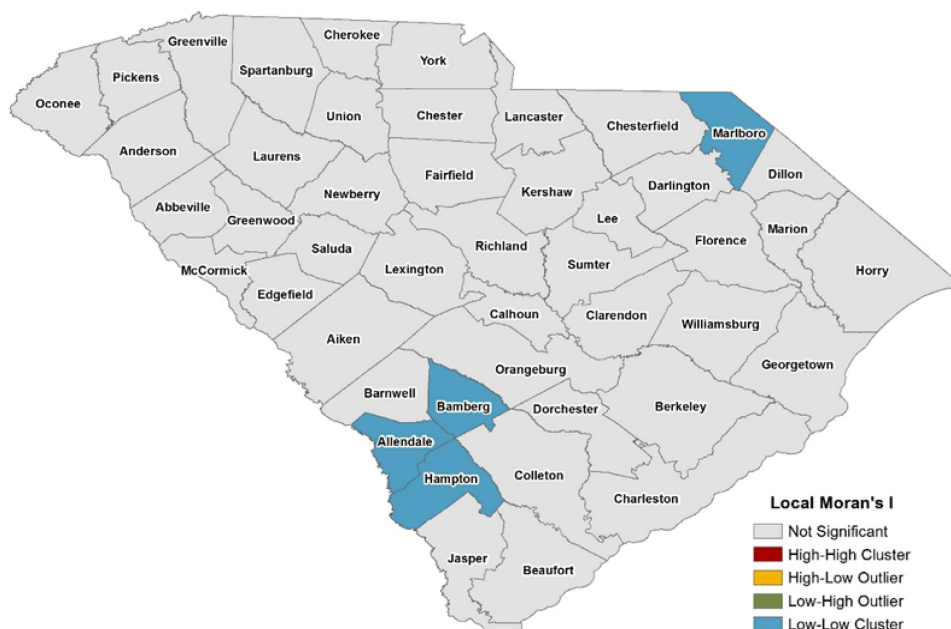 Cherokee
Greenville
York
Spartanburg
Pickens
Oconee
Union
Chester
Lancaster
Chesterfield
Marlboro
Anderson
Laurens
Fairfield
Dillon
Kershaw
Darlington
Newberry
Abbeville
Greenwood
Lee
Marion
Saluda
Richland
Florence
McCormick
Lexington
Sumter
Horry
Edgefield
Calhoun
Clarendon
Williamsburg
Aiken
Georgetown
Orangeburg
Barnwell
Bamberg
Dorchester
Berkeley
Allendale
Hampton
Colleton
Charleston
Jasper
Beaufort
Local Moran's I
Not Significant
High-High Cluster
High-Low Outlier
Low-High Outlier
Low-Low Cluster